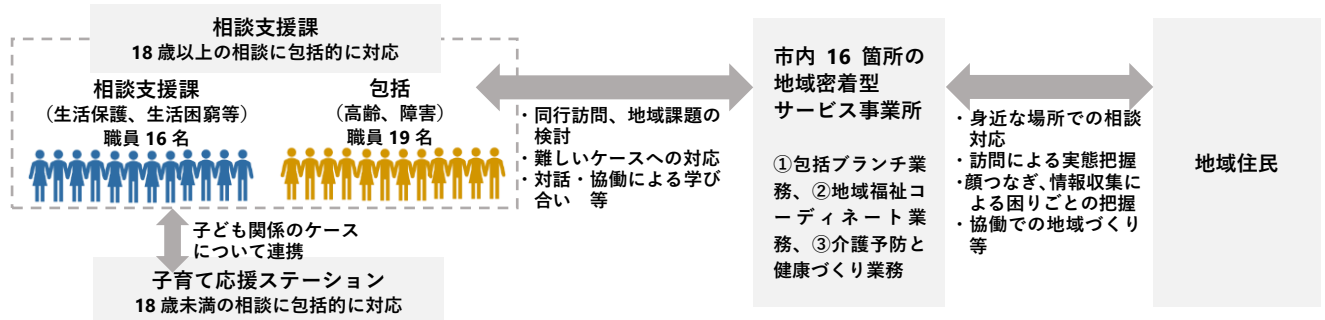 相談支援課
18 歳以上の相談に包括的に対応
相談支援課
（生活保護、生活困窮等）
職員 16 名
包括
（高齢、障害）
職員 19 名
子ども関係のケース
について連携
子育て応援ステーション
18 歳未満の相談に包括的に対応
・同行訪問、地域課題の
検討
・難しいケースへの対応
・対話・協働による学び
合い　等
市内 16 箇所の
地域密着型
サービス事業所
①包括ブランチ業
務、②地域福祉コ
ーディネート業
務、③介護予防と
健康づくり業務
・身近な場所での相談
対応
・訪問による実態把握
・顔つなぎ、情報収集に
よる困りごとの把握
・協働での地域づくり
等
地域住民